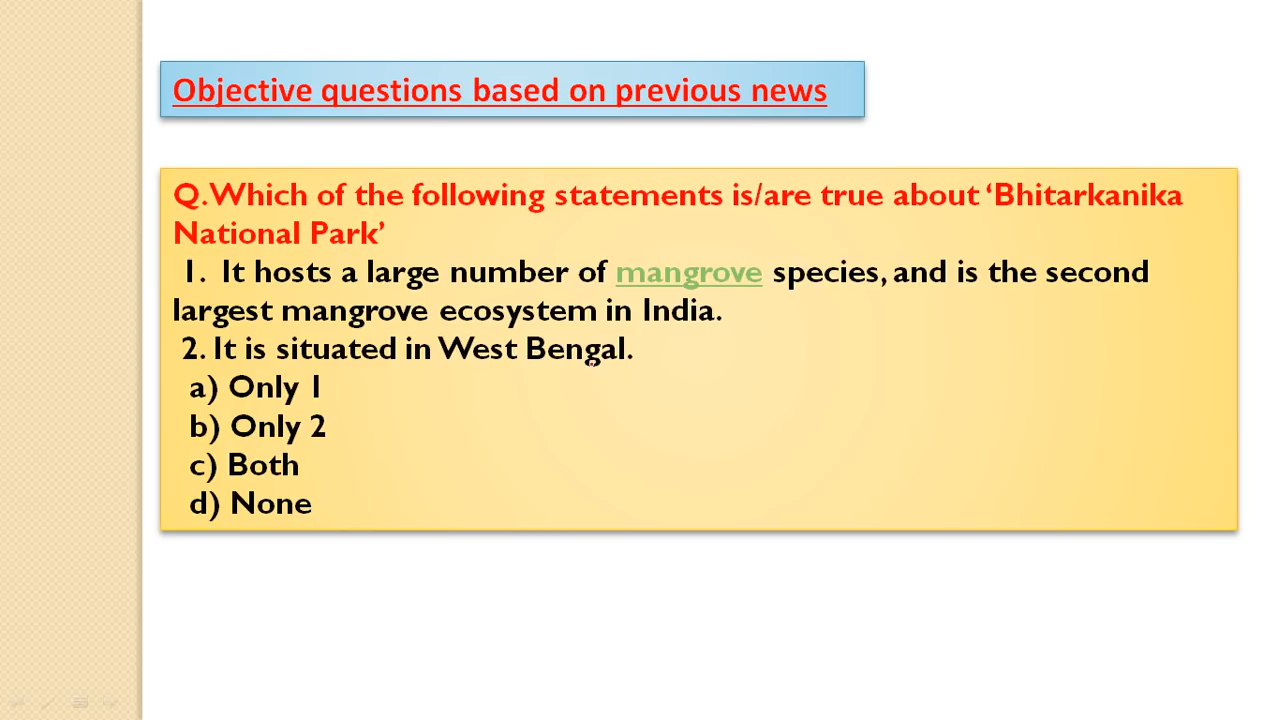 Objective questions based on previous news
Q. Which of the following statements is/are true about ‘Bhitarkanika
National Park’
1. It hosts a large number of mangrove species, and is the second
largest mangrove ecosystem in India.
2. It is situated in West Bengal.
a) Only 1
b) Only 2
c) Both
d) None